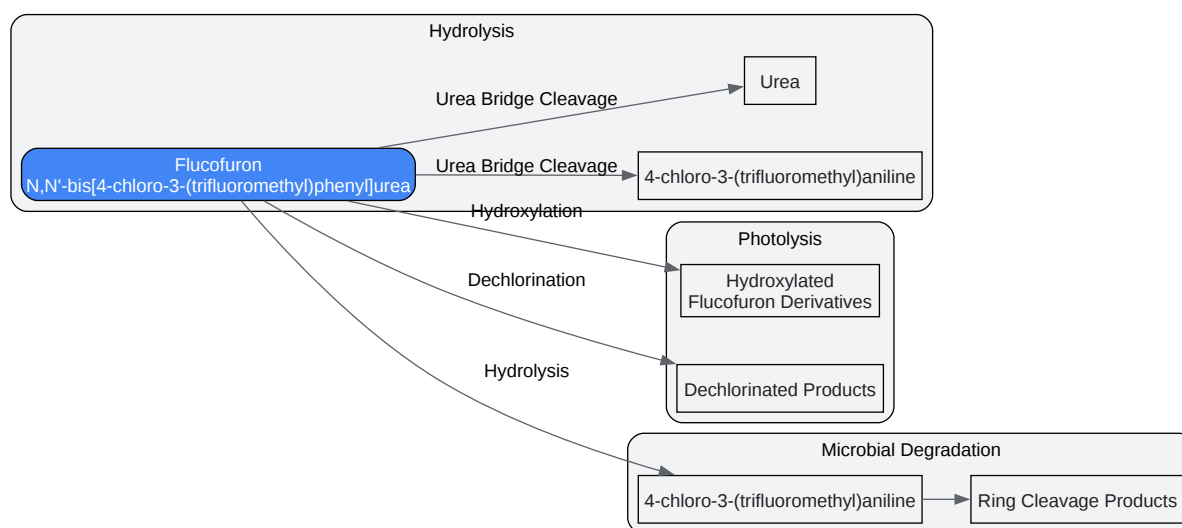 Hydrolysis
Urea
Urea Bridge Cleavage
Flucofuron
N,N'-bis[4-chloro-3-(trifluoromethyl)phenyl]urea
Urea Bridge Cleavage
4-chloro-3-(trifluoromethyl)aniline
Hydroxylation
Photolysis
Hydroxylated
Flucofuron Derivatives
Dechlorination
Dechlorinated Products
Hydrolysis
Microbial Degradation
4-chloro-3-(trifluoromethyl)aniline
Ring Cleavage Products